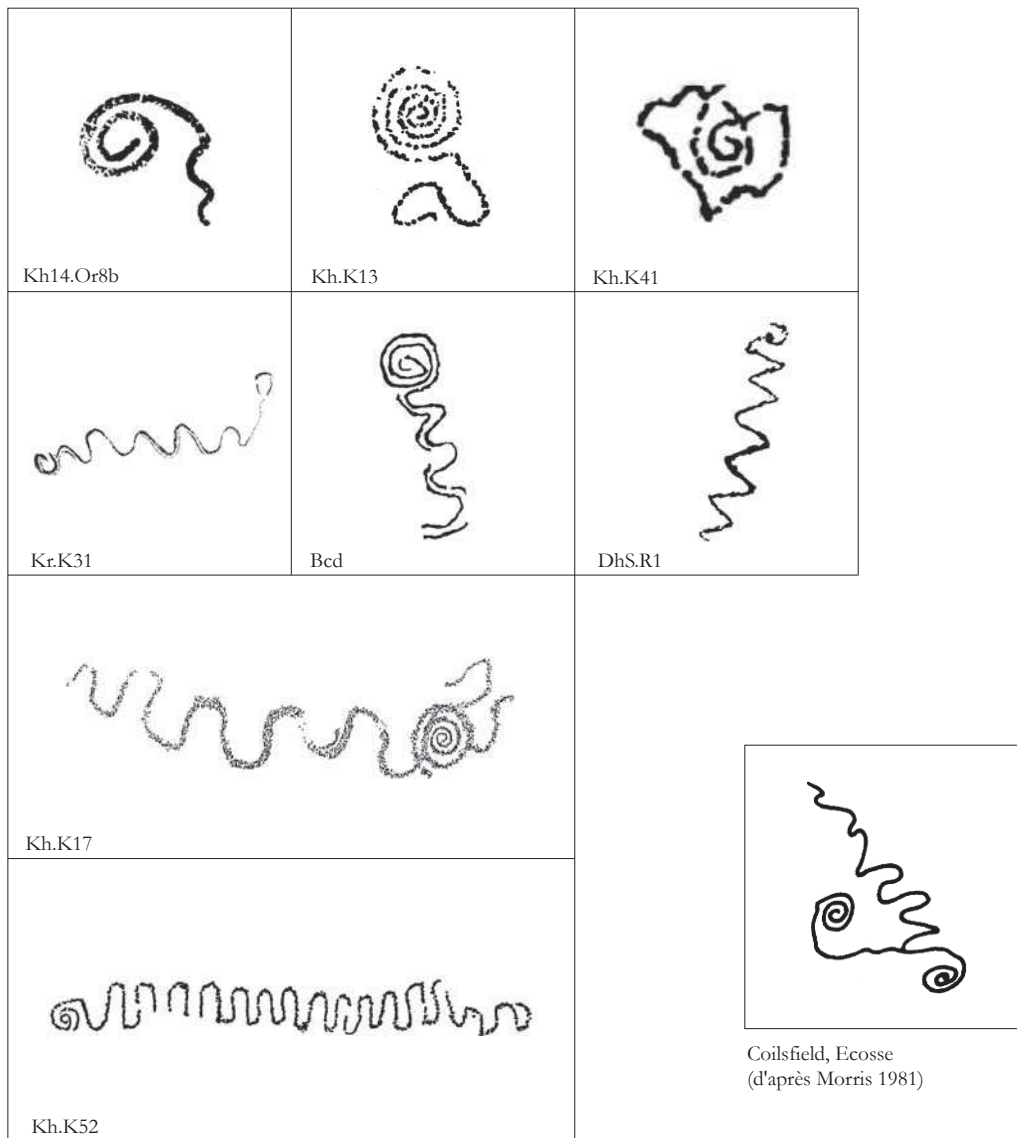 Kh14.Or8b
Kh.K13
Kh.K41
Kr.K31
Bcd
DhS.R1
Kh.K17
Kh.K52
Coilsfield, Ecosse
(d'après Morris 1981)